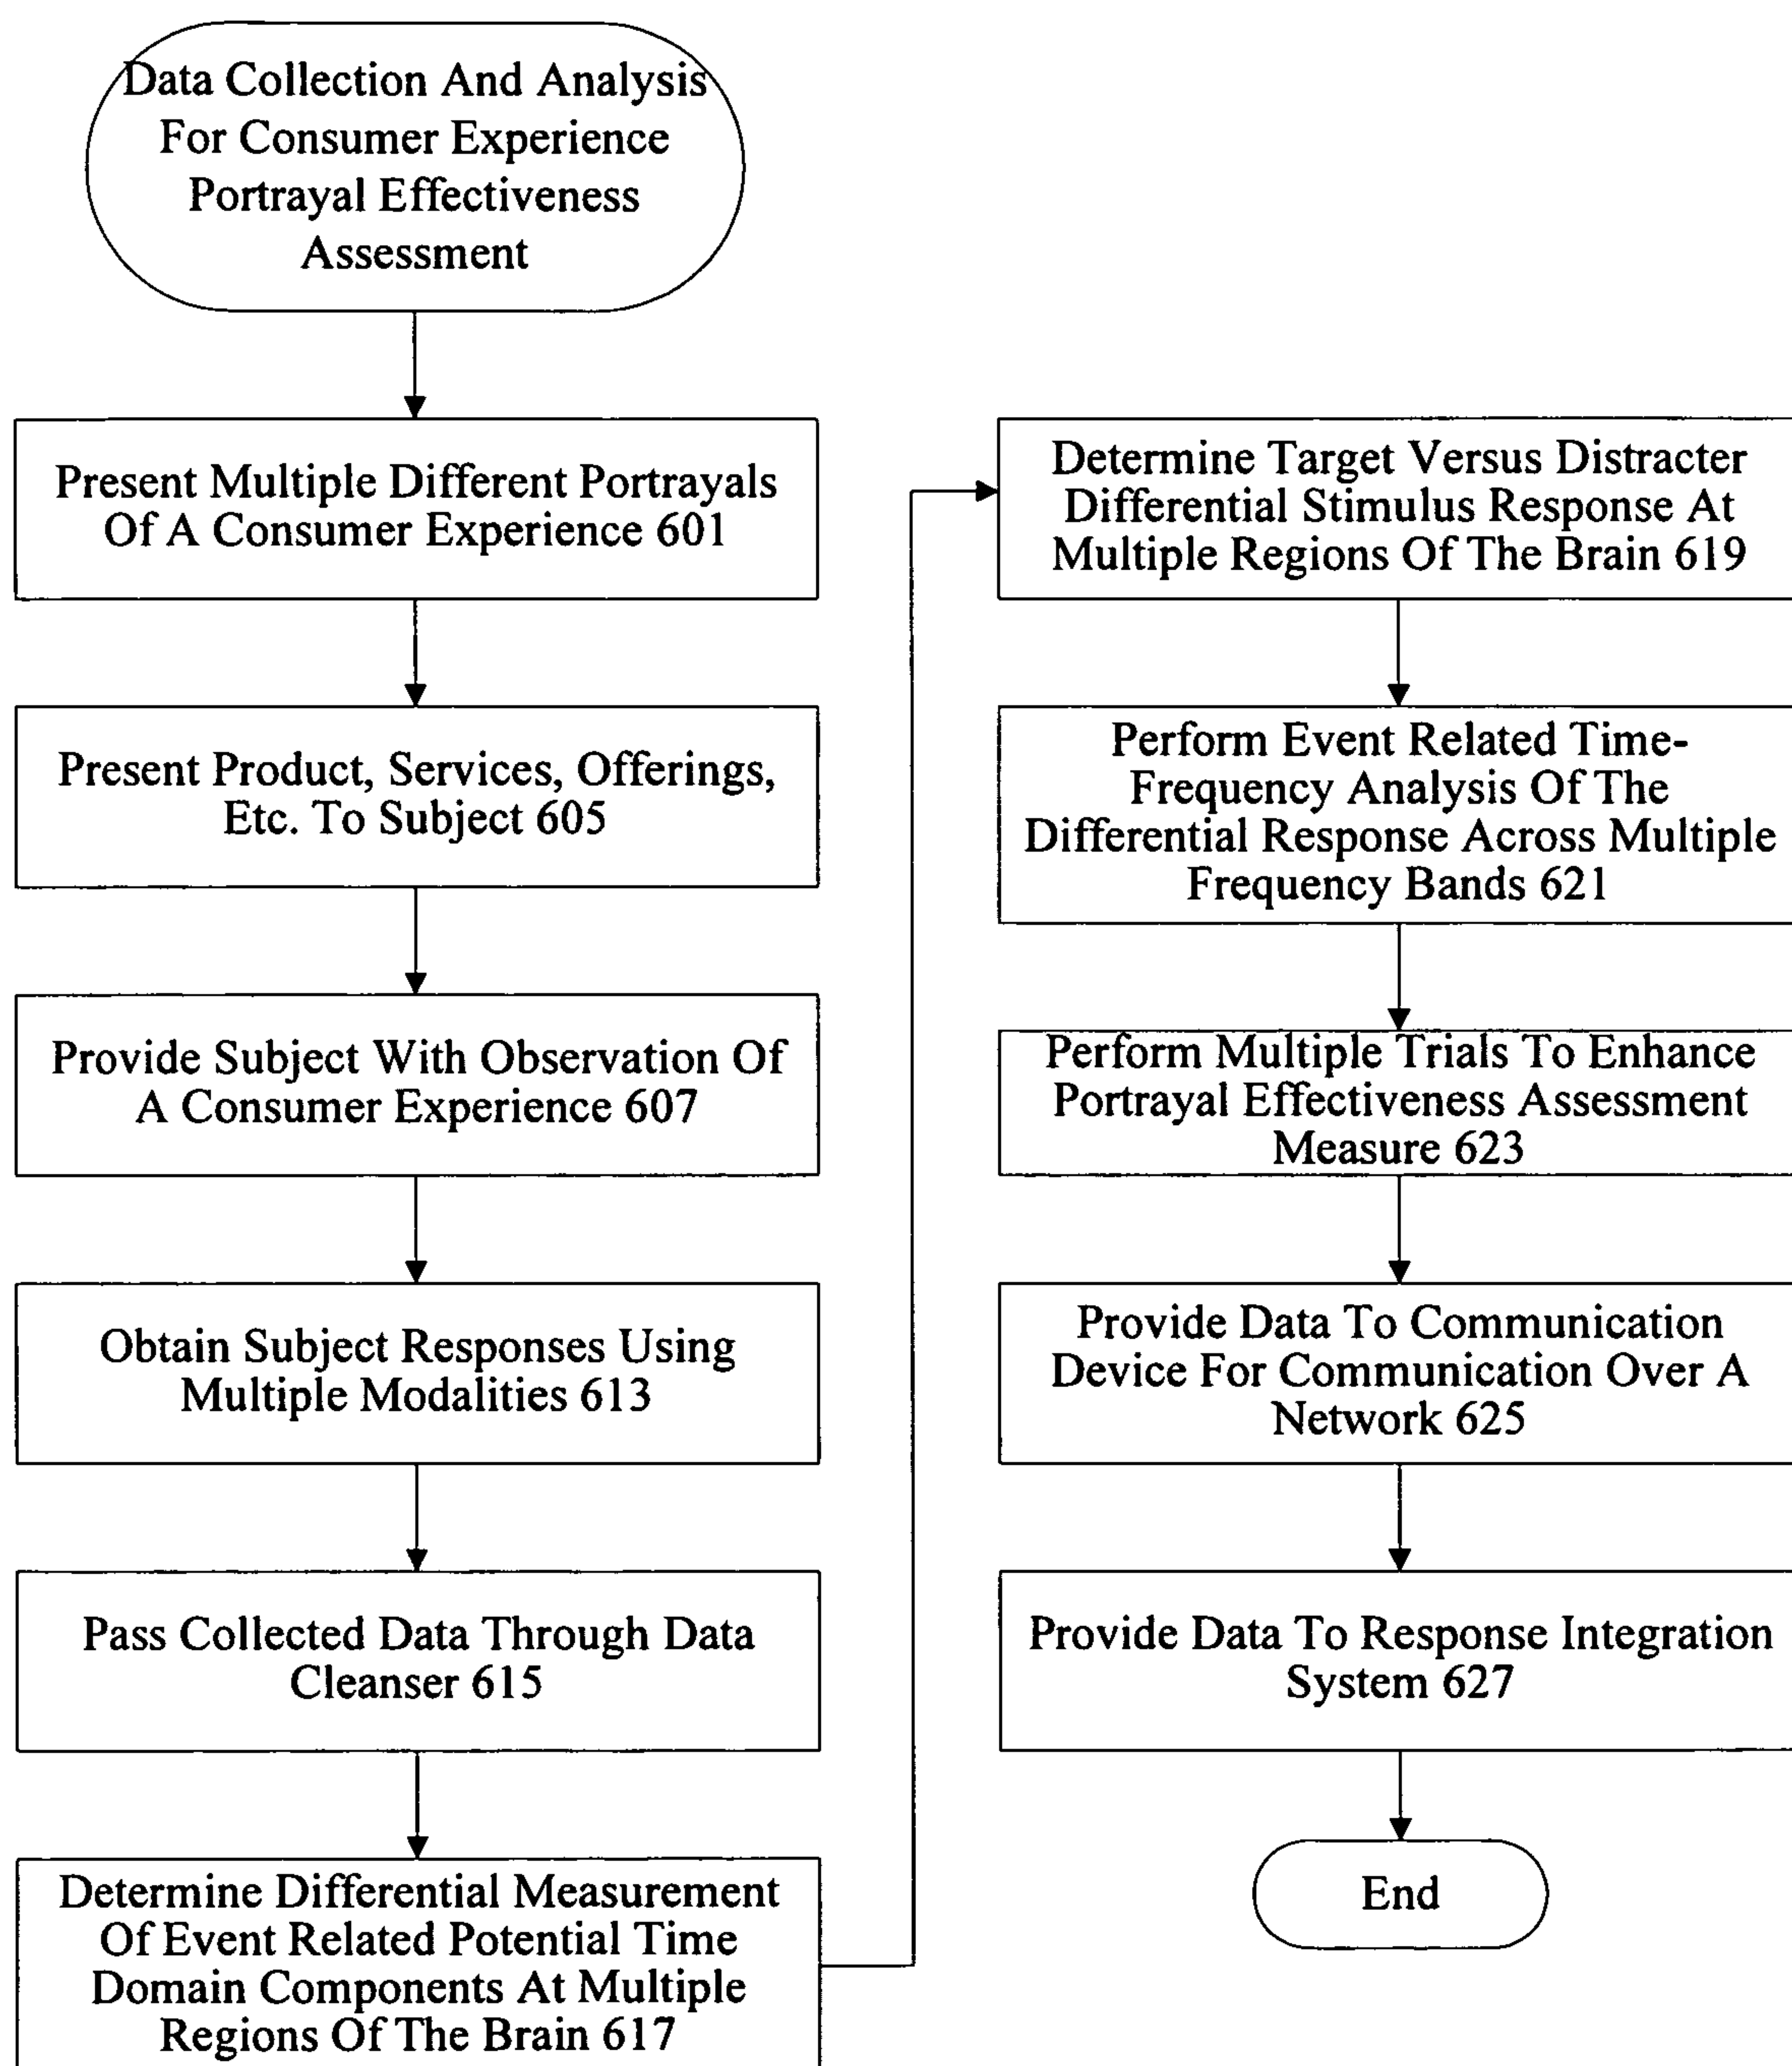 Data Collection And Analysis
For Consumer Experience
Portrayal Effectiveness
Assessment
Present Multiple Different Portrayals
Of A Consumer Experience 601
Present Product, Services, Offerings,
Etc. To Subject 605
Provide Subject With Observation Of
A Consumer Experience 607
Obtain Subject Responses Using
Multiple Modalities 613
Pass Collected Data Through Data
Cleanser 615
Determine Differential Measurement
Of Event Related Potential Time
Domain Components At Multiple
Regions Of The Brain 617
Determine Target Versus Distracter
Differential Stimulus Response At
Multiple Regions Of The Brain 619
Perform Event Related Time-
Frequency Analysis Of The
Differential Response Across Multiple
Frequency Bands 621
Perform Multiple Trials To Enhance
Portrayal Effectiveness Assessment
Measure 623
Provide Data To Communication
Device For Communication Over A
Network 625
Provide Data To Response Integration
System 627
End